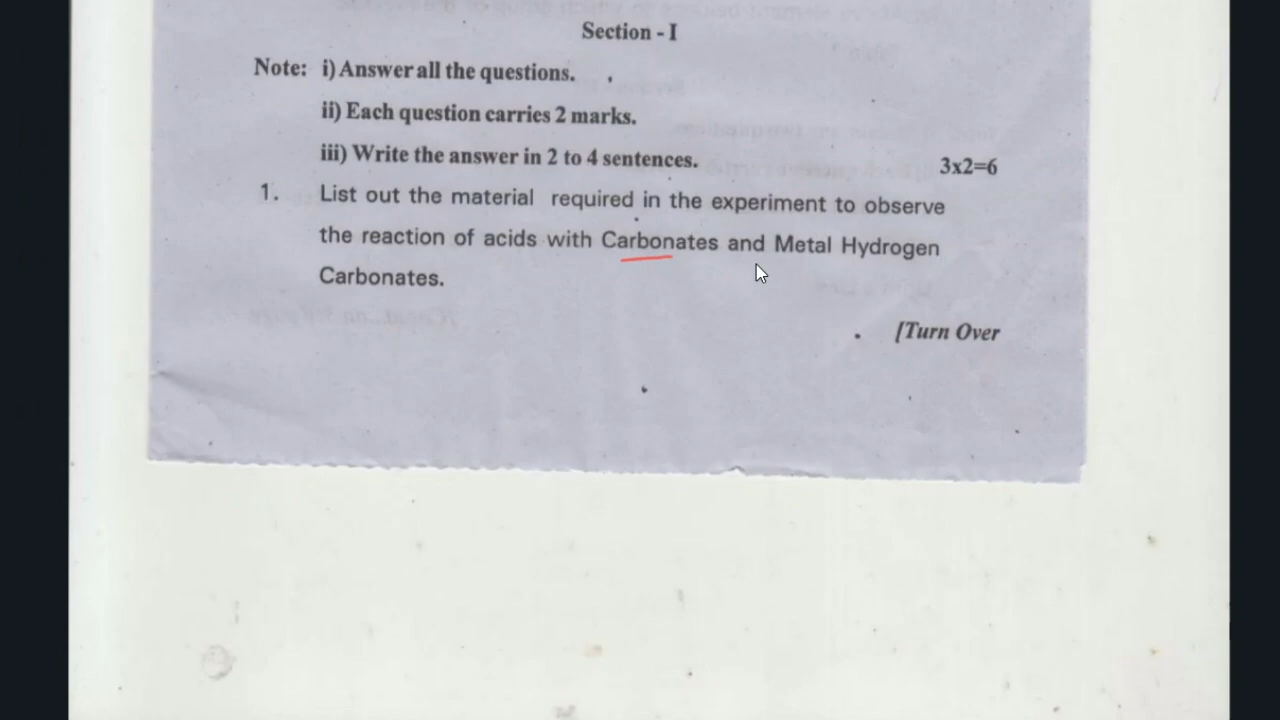 Section - I
Note: i) Answer all the questions.
ii) Each question carries 2 marks.
iii) Write the answer in 2 to 4 sentences. 3x2=6
1. List out the material required in the experiment to observe
the reaction of acids with Carbonates and Metal Hydrogen
Carbonates.
[Turn Over